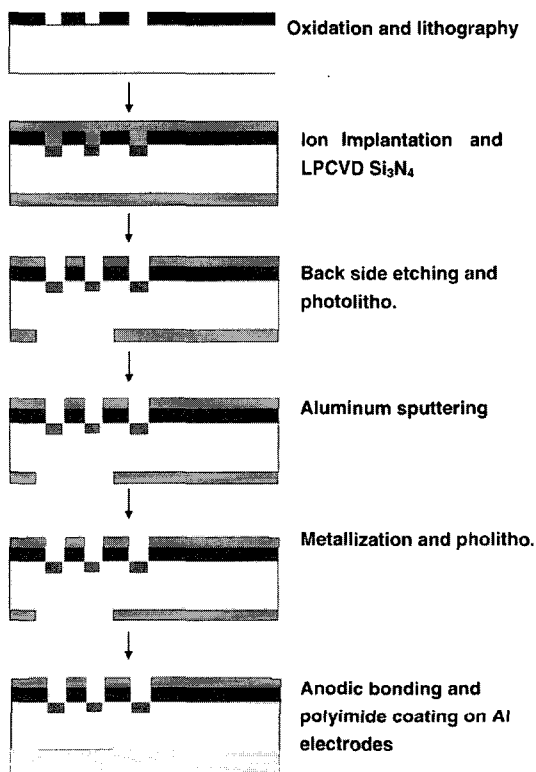 Oxidation and lithography
Ion Implantation and
LPCVD Si₃N₄
Back side etching and
photolitho.
Aluminum sputtering
Metallization and pholitho.
Anodic bonding and
polyimide coating on Al
electrodes